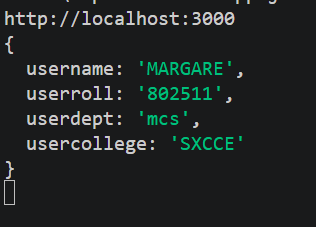 http://localhost:3000
{
  username: 'MARGARE',
  userroll: '802511',
  userdept: 'mcs',
  usercollege: 'SXCCE'
}